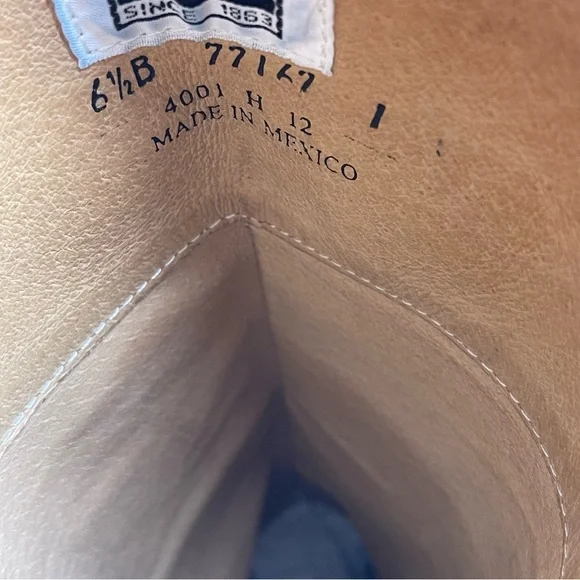 SINCE 1863
6½B 77167 1
4001 H 12
MADE IN MEXICO